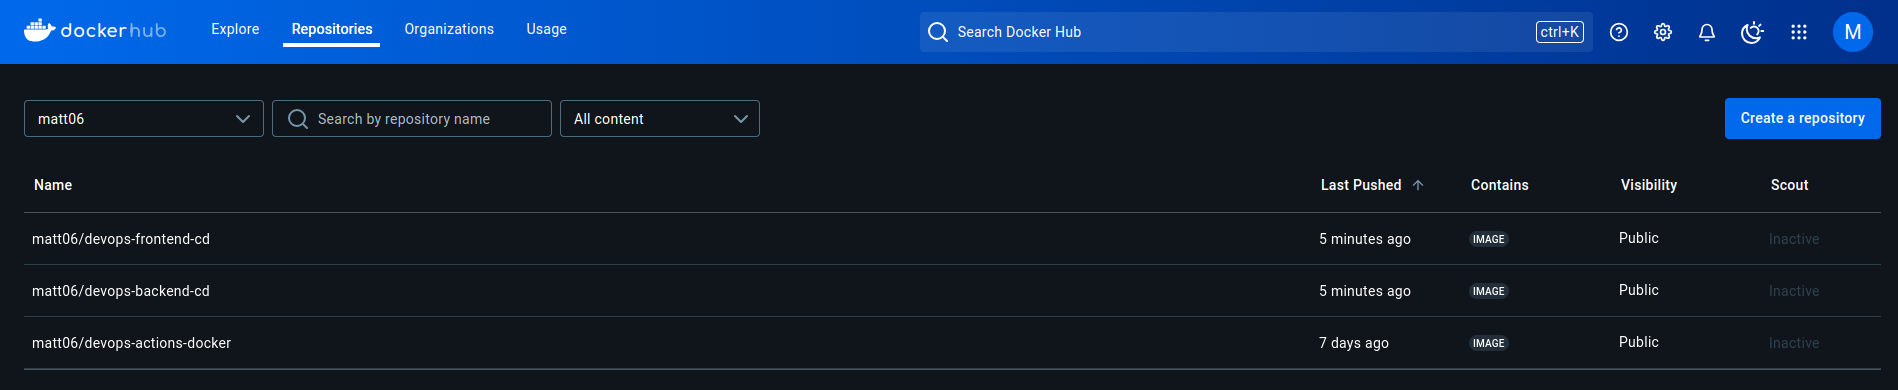 dockerhub Explore Repositories Organizations Usage Search Docker Hub ctrl+K M
matt06 Search by repository name All content Create a repository
Name Last Pushed Contains Visibility Scout
matt06/devops-frontend-cd 5 minutes ago IMAGE Public Inactive
matt06/devops-backend-cd 5 minutes ago IMAGE Public Inactive
matt06/devops-actions-docker 7 days ago IMAGE Public Inactive